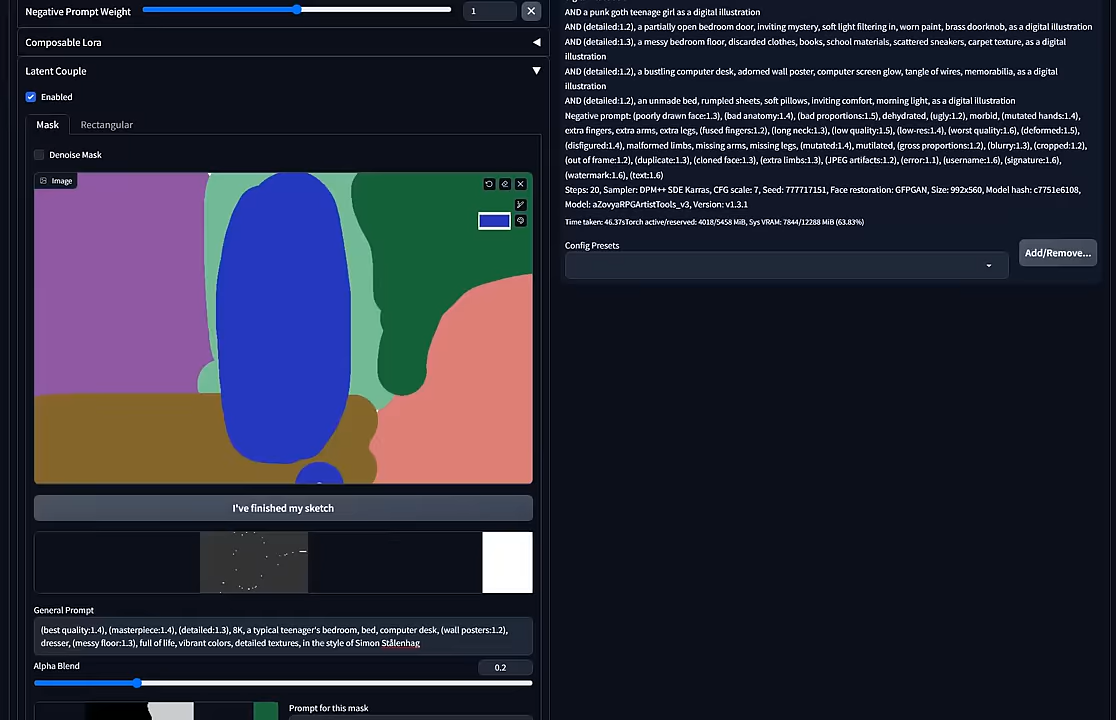 Negative Prompt Weight
1
Composable Lora
Latent Couple
Enabled
Mask
Rectangular
Denoise Mask
Image
I've finished my sketch
General Prompt
(best quality:1.4), (masterpiece:1.4), (detailed:1.3), 8K, a typical teenager's bedroom, bed, computer desk, (wall posters:1.2),
dresser, (messy floor:1.3), full of life, vibrant colors, detailed textures, in the style of Simon Stålenhag
Alpha Blend
0.2
Prompt for this mask
AND a punk goth teenage girl as a digital illustration
AND (detailed:1.2), a partially open bedroom door, inviting mystery, soft light filtering in, worn paint, brass doorknob, as a digital illustration
AND (detailed:1.3), a messy bedroom floor, discarded clothes, books, school materials, scattered sneakers, carpet texture, as a digital
illustration
AND (detailed:1.2), a bustling computer desk, adorned wall poster, computer screen glow, tangle of wires, memorabilia, as a digital
illustration
AND (detailed:1.2), an unmade bed, rumpled sheets, soft pillows, inviting comfort, morning light, as a digital illustration
Negative prompt: (poorly drawn face:1.3), (bad anatomy:1.4), (bad proportions:1.5), dehydrated, (ugly:1.2), morbid, (mutated hands:1.4),
extra fingers, extra arms, extra legs, (fused fingers:1.2), (long neck:1.3), (low quality:1.5), (low-res:1.4), (worst quality:1.6), (deformed:1.5),
(disfigured:1.4), malformed limbs, missing arms, missing legs, (mutated:1.4), mutilated, (gross proportions:1.2), (blurry:1.3), (cropped:1.2),
(out of frame:1.2), (duplicate:1.3), (cloned face:1.3), (extra limbs:1.3), (JPEG artifacts:1.2), (error:1.1), (username:1.6), (signature:1.6),
(watermark:1.6), (text:1.6)
Steps: 20, Sampler: DPM++ SDE Karras, CFG scale: 7, Seed: 777717151, Face restoration: GFPGAN, Size: 992x560, Model hash: c7751e6108,
Model: aZovyaRPGArtistTools_v3, Version: v1.3.1
Time taken: 46.37sTorch active/reserved: 4018/5458 MiB, Sys VRAM: 7844/12288 MiB (63.83%)
Config Presets
Add/Remove...